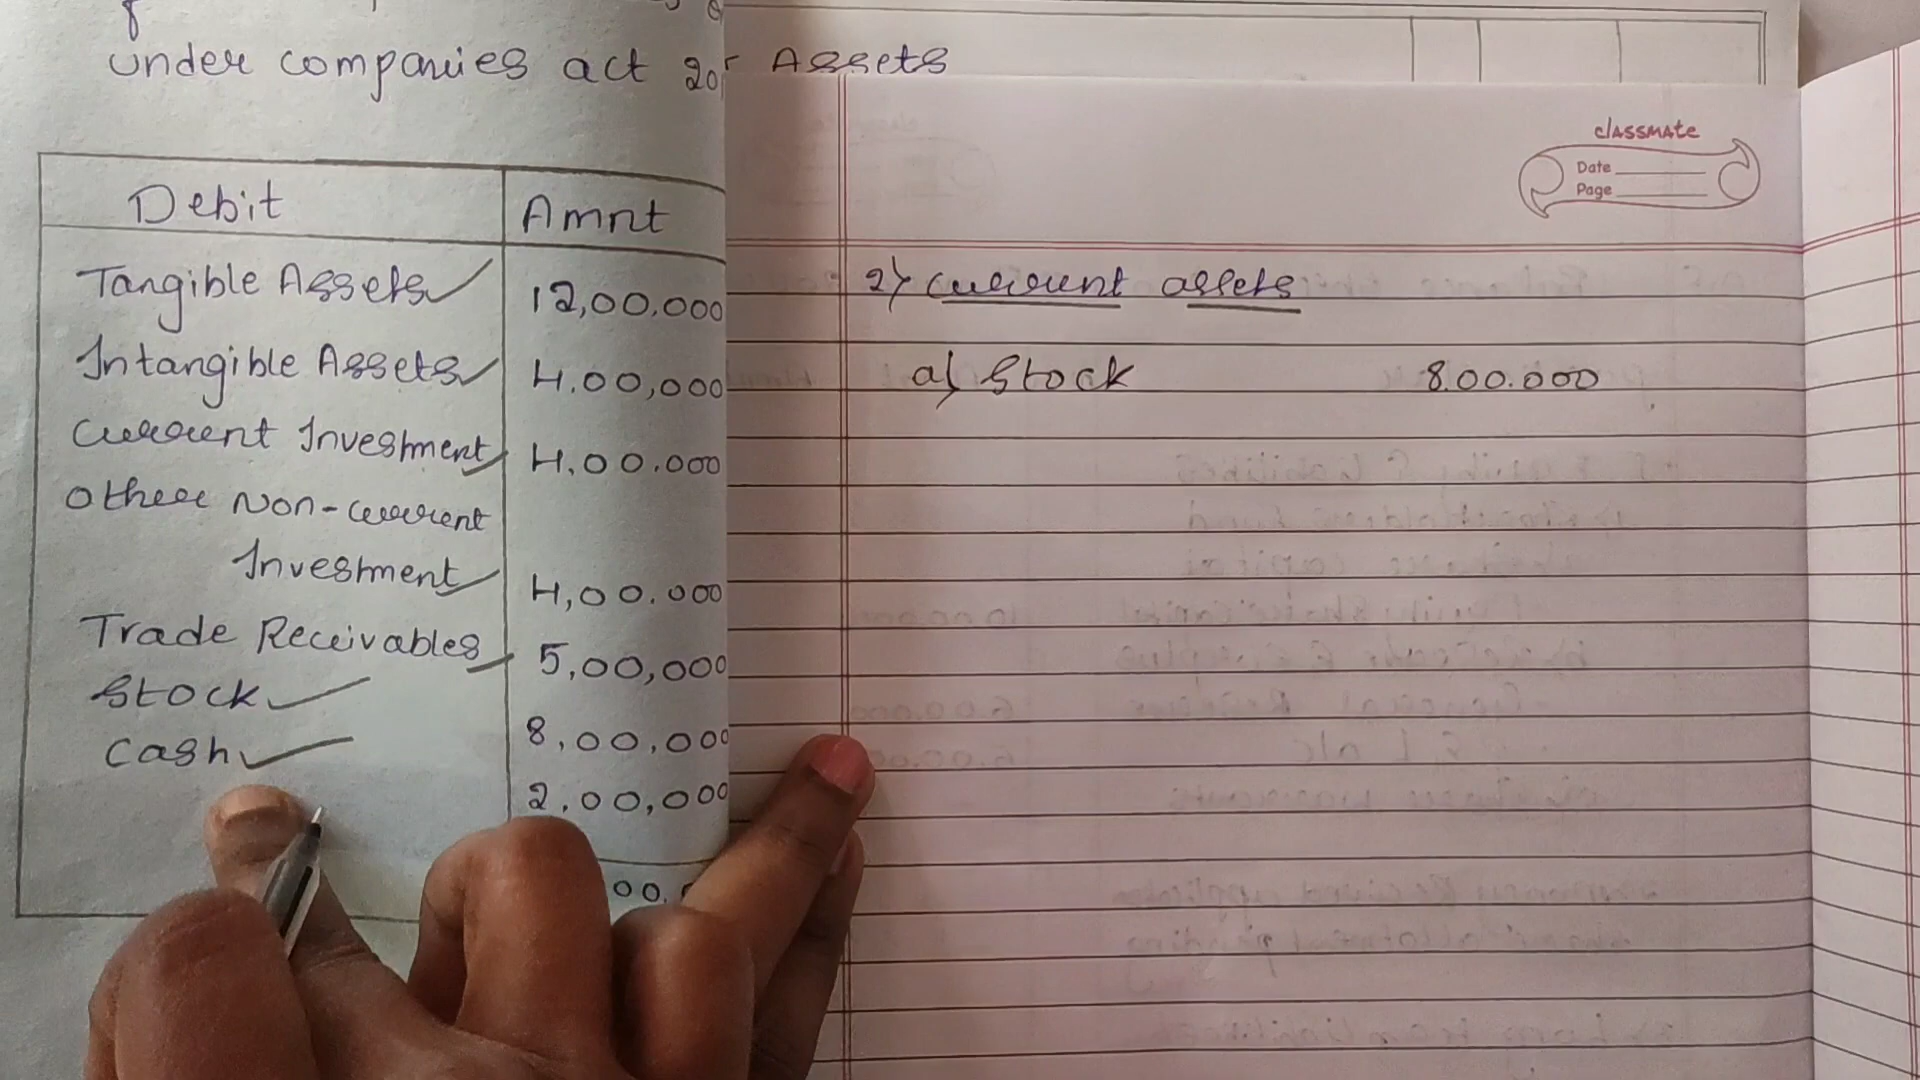 under companies act 20
Assets
Debit Amnt
Tangible Assets 12,00.000
Intangible Assets 4.00,000
Current Investment 4,00.000
Other Non-current
Investment 4,00.000
Trade Receivables 5,00,000
Stock 8,00,000
Cash 2,00,000
00.
classmate
Date
Page
2) Current assets
a) Stock 8.00.000